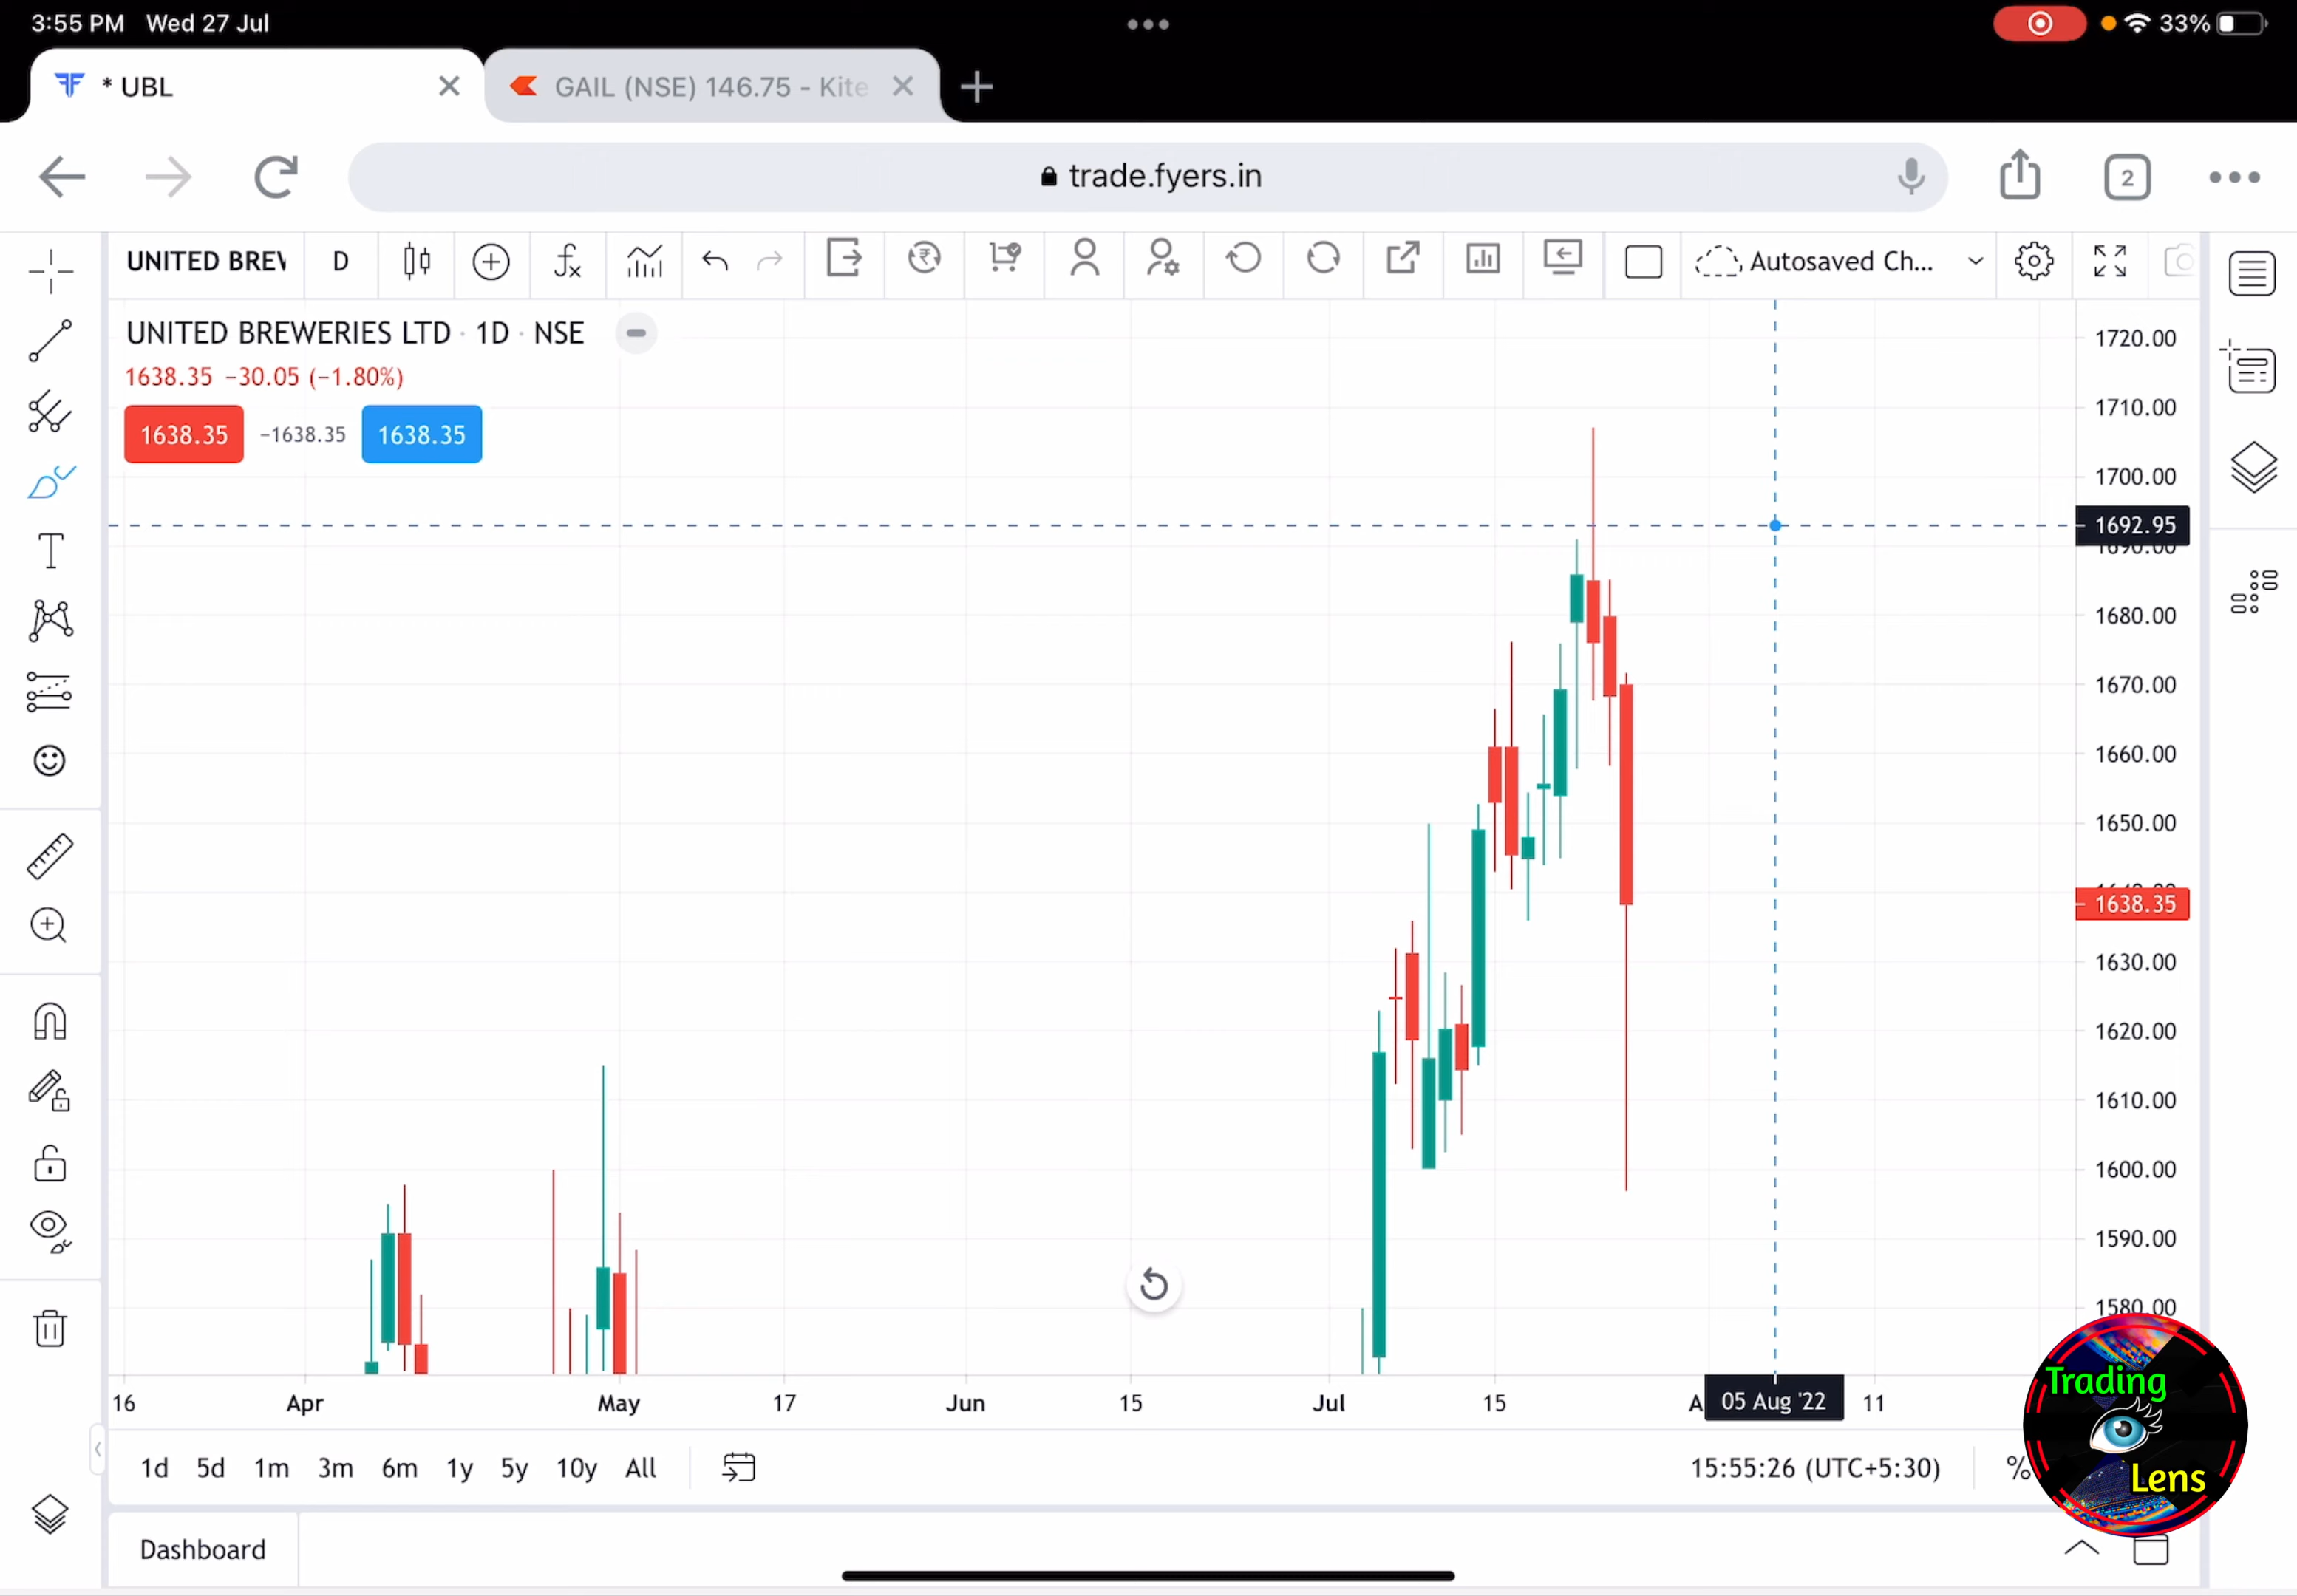 3:55 PM Wed 27 Jul
33%
* UBL
GAIL (NSE) 146.75 - Kite
trade.fyers.in
2
UNITED BREV
D
Autosaved Ch...
UNITED BREWERIES LTD · 1D · NSE
1638.35 −30.05 (−1.80%)
1638.35 −1638.35 1638.35
1720.00
1710.00
1700.00
1692.95
1690.00
1680.00
1670.00
1660.00
1650.00
1638.35
1630.00
1620.00
1610.00
1600.00
1590.00
1580.00
16 Apr May 17 Jun 15 Jul 15 A 05 Aug '22 11
1d 5d 1m 3m 6m 1y 5y 10y All
15:55:26 (UTC+5:30) %
Trading
Lens
Dashboard